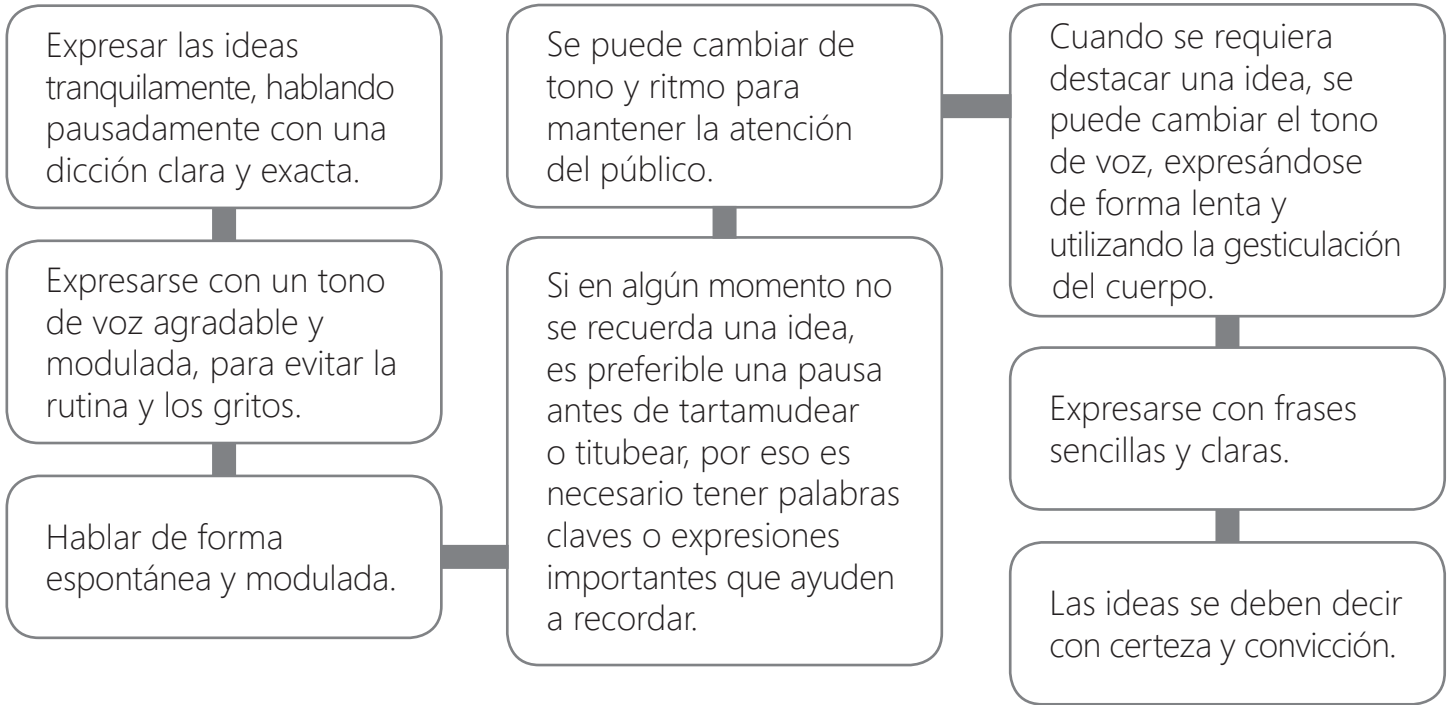 Expresar las ideas
tranquilamente, hablando
pausadamente con una
dicción clara y exacta.
Expresarse con un tono
de voz agradable y
modulada, para evitar la
rutina y los gritos.
Hablar de forma
espontánea y modulada.
Si en algún momento no
se recuerda una idea,
es preferible una pausa
antes de tartamudear
o titubear, por eso es
necesario tener palabras
claves o expresiones
importantes que ayuden
a recordar.
Se puede cambiar de
tono y ritmo para
mantener la atención
del público.
Cuando se requiera
destacar una idea, se
puede cambiar el tono
de voz, expresándose
de forma lenta y
utilizando la gesticulación
del cuerpo.
Expresarse con frases
sencillas y claras.
Las ideas se deben decir
con certeza y convicción.